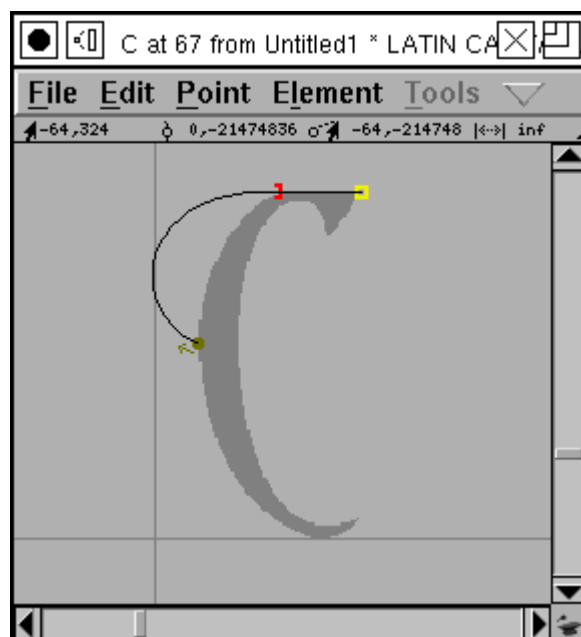 C at 67 from Untitled1 * LATIN CA
File Edit Point Element Tools
-64,324 0,-21474836 -64,-214748 inf
C